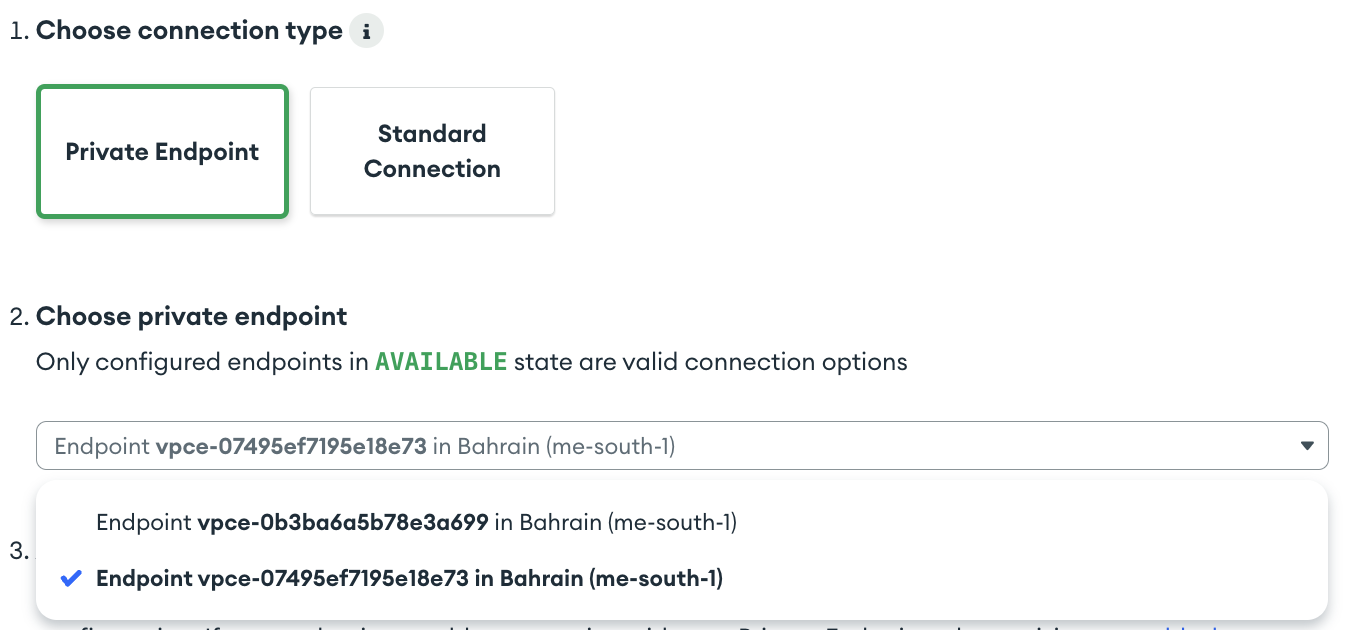 1. Choose connection type i
Private Endpoint
Standard
Connection
2. Choose private endpoint
Only configured endpoints in AVAILABLE state are valid connection options
Endpoint vpce-07495ef7195e18e73 in Bahrain (me-south-1)
Endpoint vpce-0b3ba6a5b78e3a699 in Bahrain (me-south-1)
3.
Endpoint vpce-07495ef7195e18e73 in Bahrain (me-south-1)